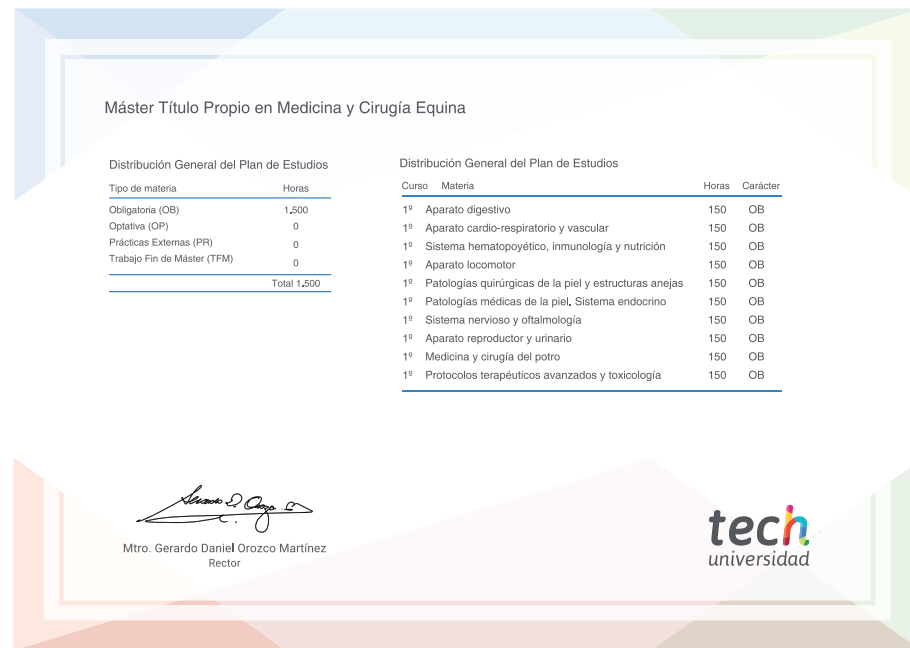 Máster Título Propio en Medicina y Cirugía Equina
Distribución General del Plan de Estudios
Tipo de materia Horas
Obligatoria (OB) 1.500
Optativa (OP) 0
Prácticas Externas (PR) 0
Trabajo Fin de Máster (TFM) 0
Total 1.500
Distribución General del Plan de Estudios
Curso Materia Horas Carácter
1º Aparato digestivo 150 OB
1º Aparato cardio-respiratorio y vascular 150 OB
1º Sistema hematopoyético, inmunología y nutrición 150 OB
1º Aparato locomotor 150 OB
1º Patologías quirúrgicas de la piel y estructuras anejas 150 OB
1º Patologías médicas de la piel. Sistema endocrino 150 OB
1º Sistema nervioso y oftalmología 150 OB
1º Aparato reproductor y urinario 150 OB
1º Medicina y cirugía del potro 150 OB
1º Protocolos terapéuticos avanzados y toxicología 150 OB
Mtro. Gerardo Daniel Orozco Martínez
Rector
tech
universidad